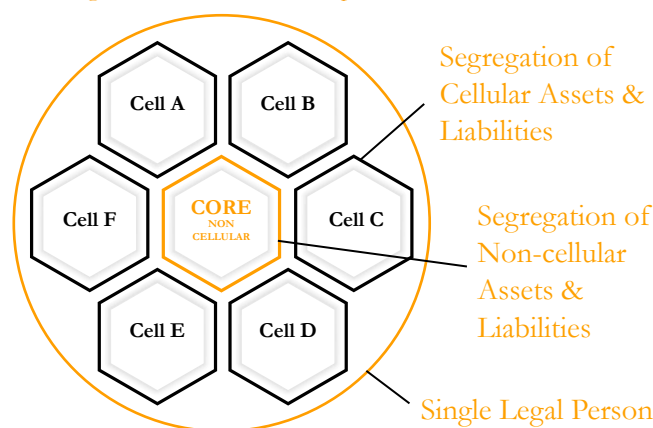 Cell A
Cell B
Segregation of
Cellular Assets &
Liabilities
Cell F
CORE
NON
CELLULAR
Cell C
Segregation of
Non-cellular
Assets &
Liabilities
Cell E
Cell D
Single Legal Person